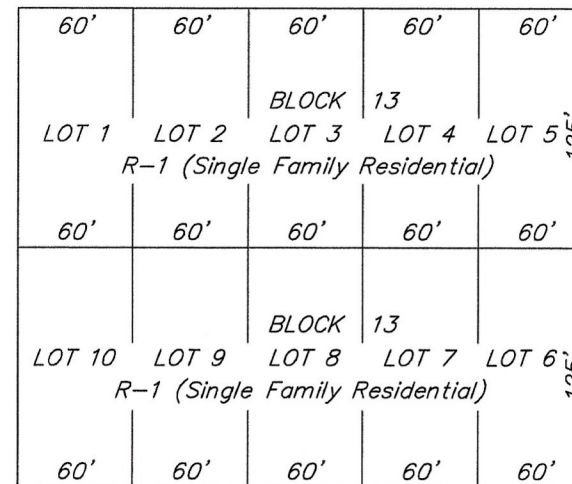 60' 60' 60' 60' 60'
BLOCK 13
LOT 1 LOT 2 LOT 3 LOT 4 LOT 5
125'
R-1 (Single Family Residential)
60' 60' 60' 60' 60'
BLOCK 13
LOT 10 LOT 9 LOT 8 LOT 7 LOT 6
125'
R-1 (Single Family Residential)
60' 60' 60' 60' 60'